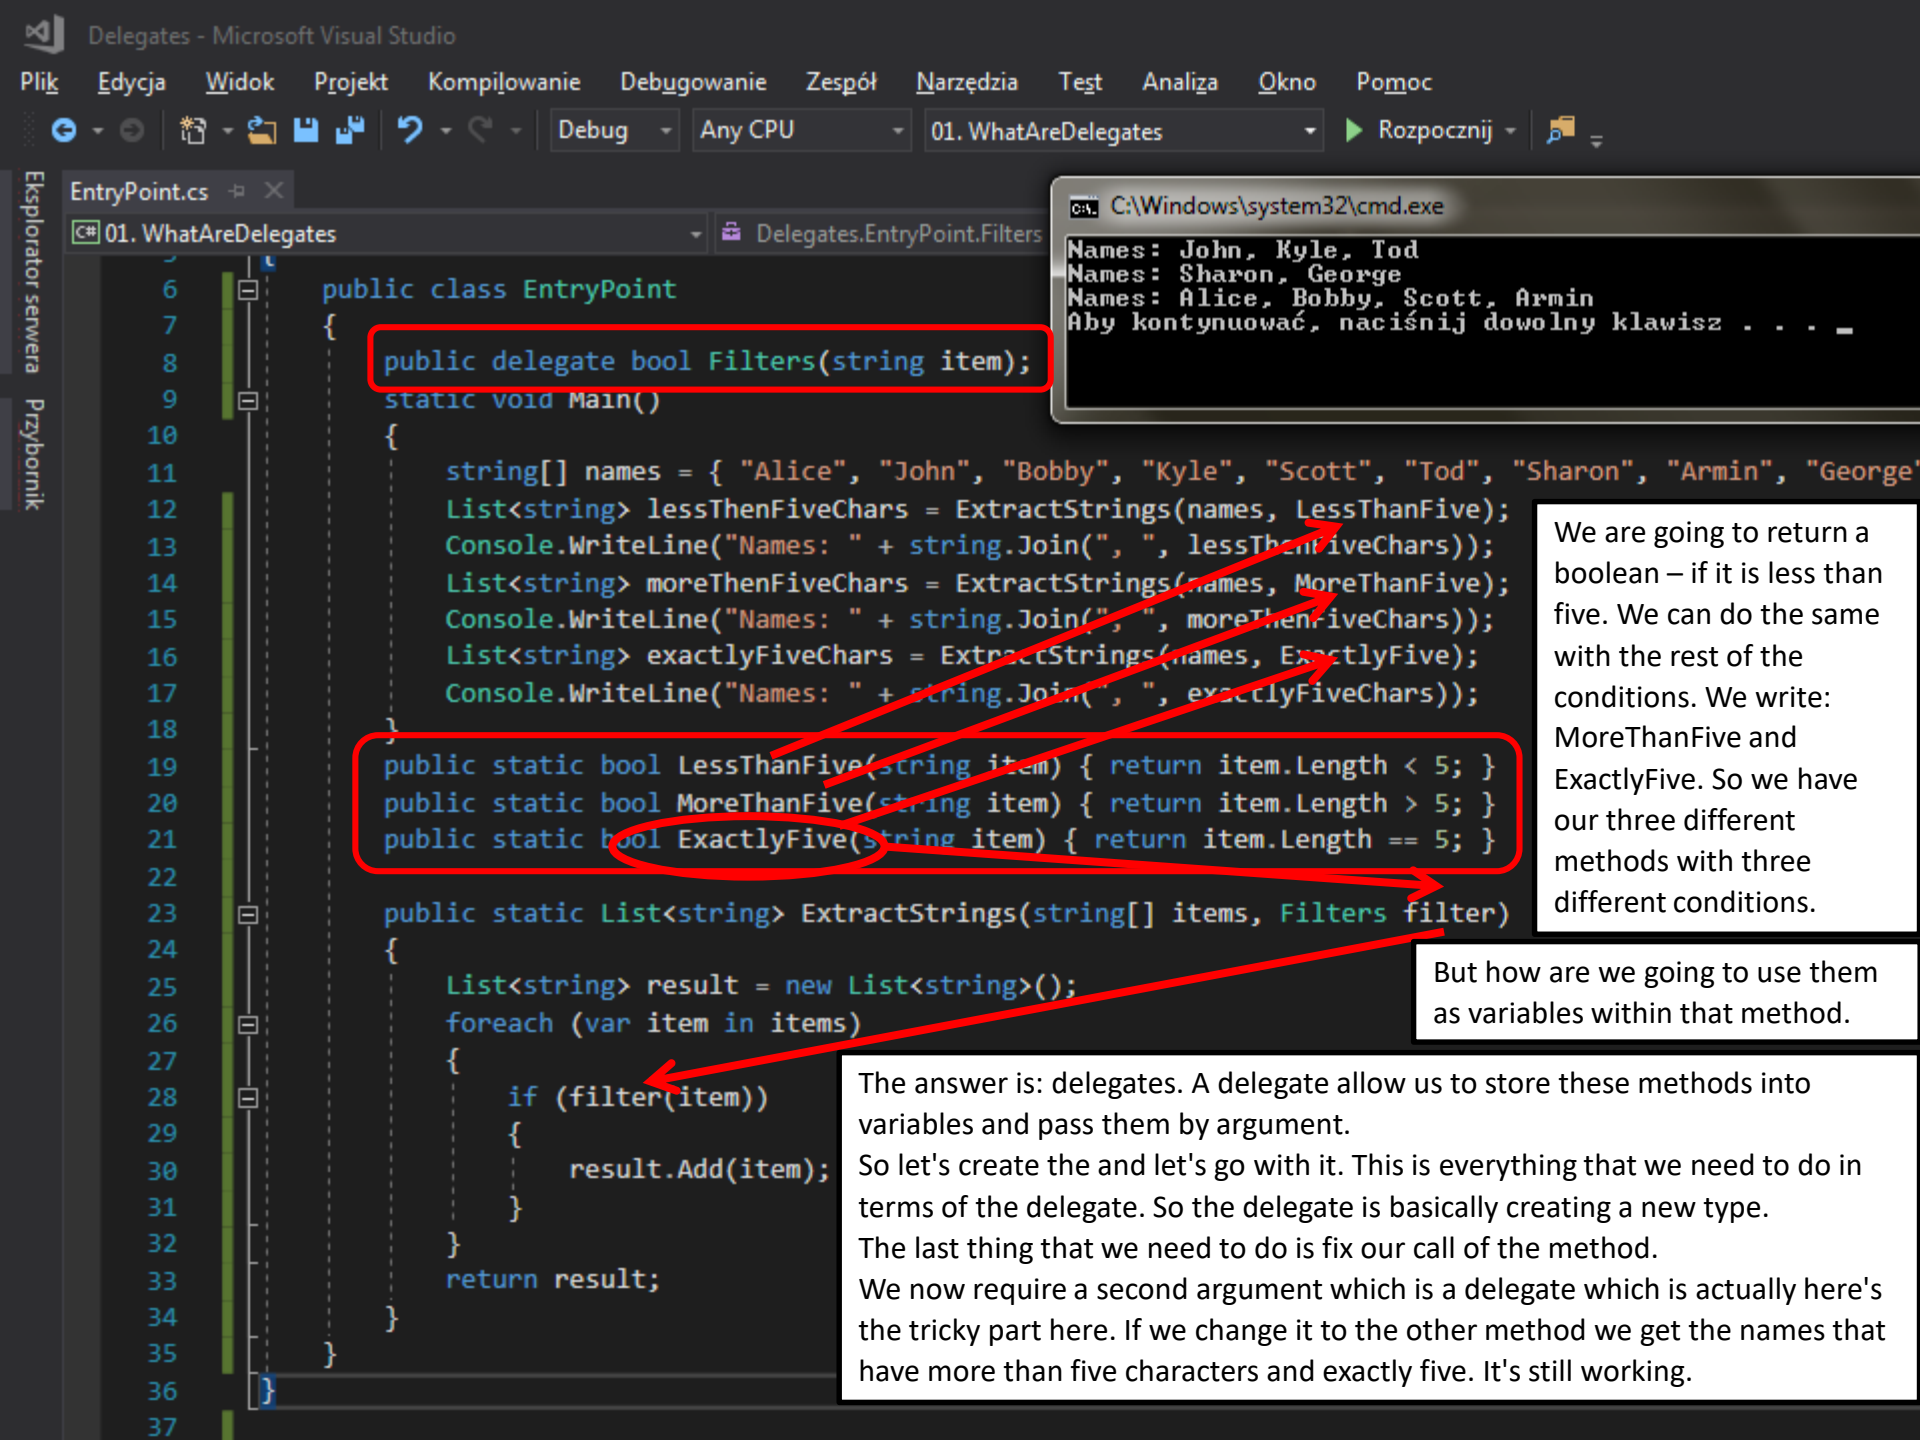 Delegates - Microsoft Visual Studio
Plik Edycja Widok Projekt Kompilowanie Debugowanie Zespół Narzędzia Test Analiza Okno Pomoc
Debug Any CPU 01. WhatAreDelegates Rozpocznij
Eksplorator serwera
Przybornik
EntryPoint.cs
C# 01. WhatAreDelegates Delegates.EntryPoint.Filters
C:\Windows\system32\cmd.exe
Names: John, Kyle, Tod
Names: Sharon, George
Names: Alice, Bobby, Scott, Armin
Aby kontynuować, naciśnij dowolny klawisz . . . _
5 {
6 public class EntryPoint
7 {
8 public delegate bool Filters(string item);
9 static void Main()
10 {
11 string[] names = { "Alice", "John", "Bobby", "Kyle", "Scott", "Tod", "Sharon", "Armin", "George"
12 List<string> lessThenFiveChars = ExtractStrings(names, LessThanFive);
13 Console.WriteLine("Names: " + string.Join(", ", lessThenFiveChars));
14 List<string> moreThenFiveChars = ExtractStrings(names, MoreThanFive);
15 Console.WriteLine("Names: " + string.Join(", ", moreThenFiveChars));
16 List<string> exactlyFiveChars = ExtractStrings(names, ExactlyFive);
17 Console.WriteLine("Names: " + string.Join(", ", exactlyFiveChars));
18 }
19 public static bool LessThanFive(string item) { return item.Length < 5; }
20 public static bool MoreThanFive(string item) { return item.Length > 5; }
21 public static bool ExactlyFive(string item) { return item.Length == 5; }
22
23 public static List<string> ExtractStrings(string[] items, Filters filter)
24 {
25 List<string> result = new List<string>();
26 foreach (var item in items)
27 {
28 if (filter(item))
29 {
30 result.Add(item);
31 }
32 }
33 return result;
34 }
35 }
36 }
37
We are going to return a
boolean – if it is less than
five. We can do the same
with the rest of the
conditions. We write:
MoreThanFive and
ExactlyFive. So we have
our three different
methods with three
different conditions.
But how are we going to use them
as variables within that method.
The answer is: delegates. A delegate allow us to store these methods into
variables and pass them by argument.
So let's create the and let's go with it. This is everything that we need to do in
terms of the delegate. So the delegate is basically creating a new type.
The last thing that we need to do is fix our call of the method.
We now require a second argument which is a delegate which is actually here's
the tricky part here. If we change it to the other method we get the names that
have more than five characters and exactly five. It's still working.